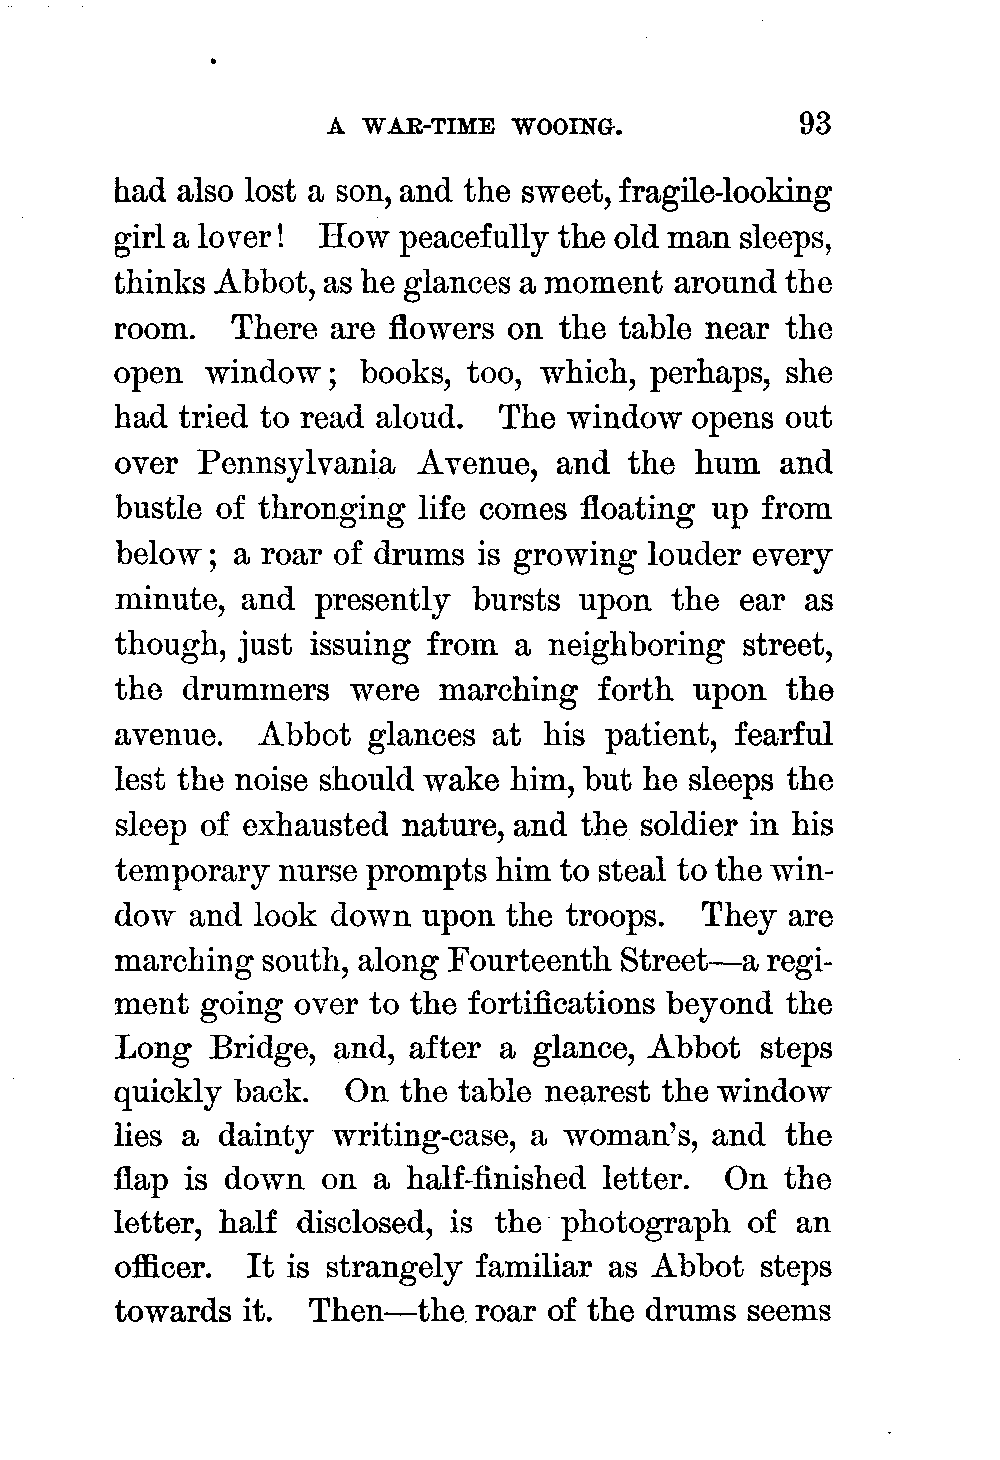 A WAR-TIME WOOING. 93
had also lost a son, and the sweet, fragile-looking
girl a lover! How peacefully the old man sleeps,
thinks Abbot, as he glances a moment around the
room. There are flowers on the table near the
open window; books, too, which, perhaps, she
had tried to read aloud. The window opens out
over Pennsylvania Avenue, and the hum and
bustle of thronging life comes floating up from
below; a roar of drums is growing louder every
minute, and presently bursts upon the ear as
though, just issuing from a neighboring street,
the drummers were marching forth upon the
avenue. Abbot glances at his patient, fearful
lest the noise should wake him, but he sleeps the
sleep of exhausted nature, and the soldier in his
temporary nurse prompts him to steal to the win-
dow and look down upon the troops. They are
marching south, along Fourteenth Street—a regi-
ment going over to the fortifications beyond the
Long Bridge, and, after a glance, Abbot steps
quickly back. On the table nearest the window
lies a dainty writing-case, a woman's, and the
flap is down on a half-finished letter. On the
letter, half disclosed, is the photograph of an
officer. It is strangely familiar as Abbot steps
towards it. Then—the roar of the drums seems